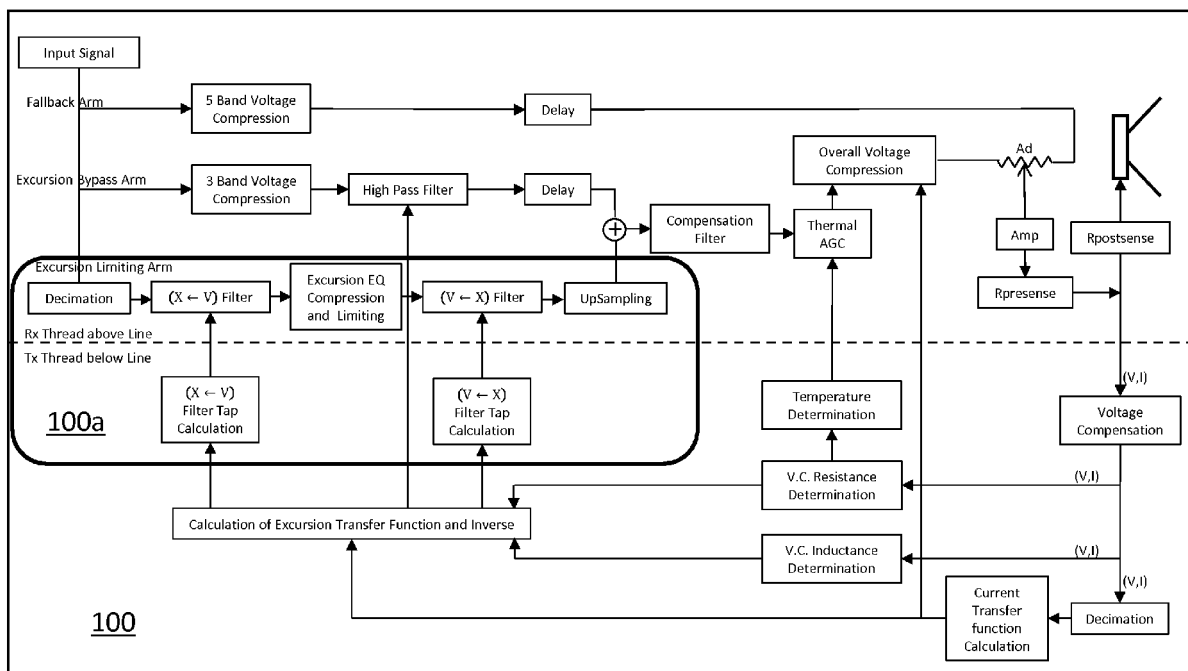 Input Signal
Fallback Arm
5 Band Voltage
Compression
Delay
Excursion Bypass Arm
3 Band Voltage
Compression
High Pass Filter
Delay
+
Compensation
Filter
Overall Voltage
Compression
Thermal
AGC
Ad
Amp
Rpresense
Rpostsense
Excursion Limiting Arm
Decimation
(X ← V) Filter
Excursion EQ
Compression
and Limiting
(V ← X) Filter
UpSampling
Rx Thread above Line
Tx Thread below Line
(X ← V)
Filter Tap
Calculation
(V ← X)
Filter Tap
Calculation
100a
Temperature
Determination
(V,I)
Voltage
Compensation
V.C. Resistance
Determination
(V,I)
Calculation of Excursion Transfer Function and Inverse
V.C. Inductance
Determination
(V,I)
(V,I)
Current
Transfer
function
Calculation
Decimation
100